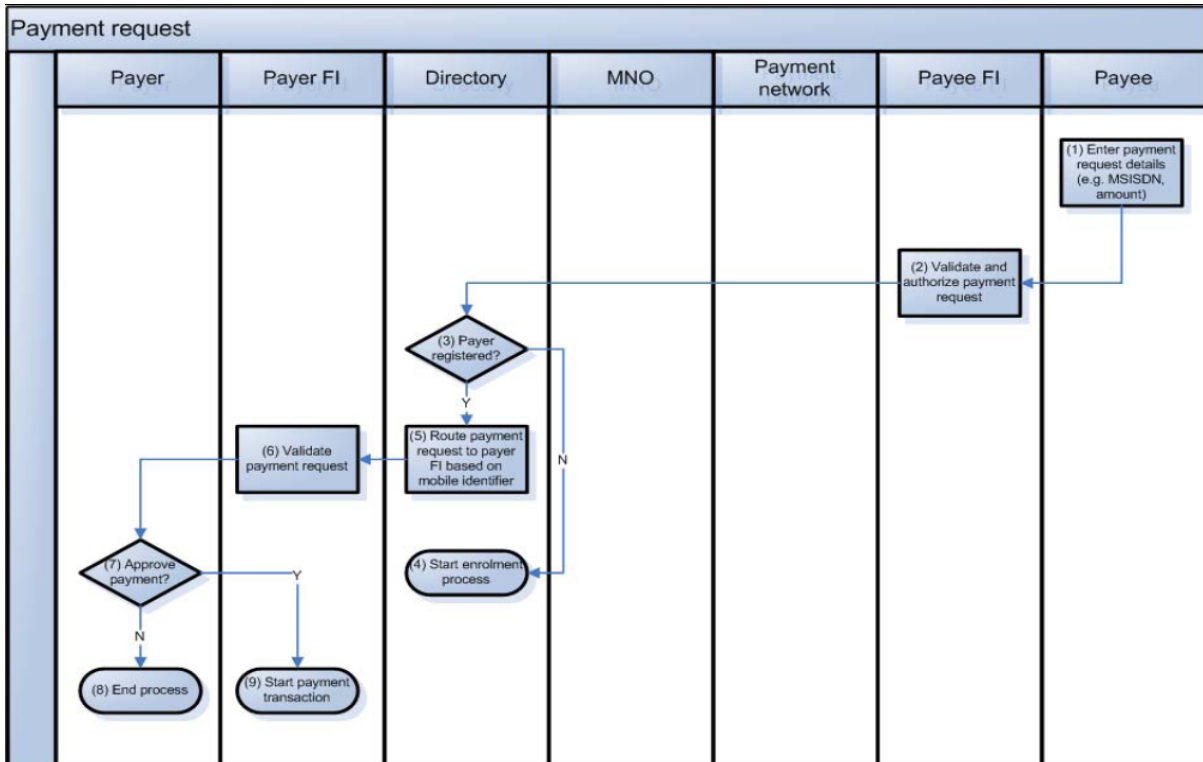 Payment request
Payer
Payer FI
Directory
MNO
Payment
network
Payee FI
Payee
(1) Enter payment
request details
(e.g. MSISDN,
amount)
(2) Validate and
authorize payment
request
(3) Payer
registered?
Y
N
(5) Route payment
request to payer
FI based on
mobile identifier
(6) Validate
payment request
(4) Start enrolment
process
(7) Approve
payment?
Y
N
(8) End process
(9) Start payment
transaction